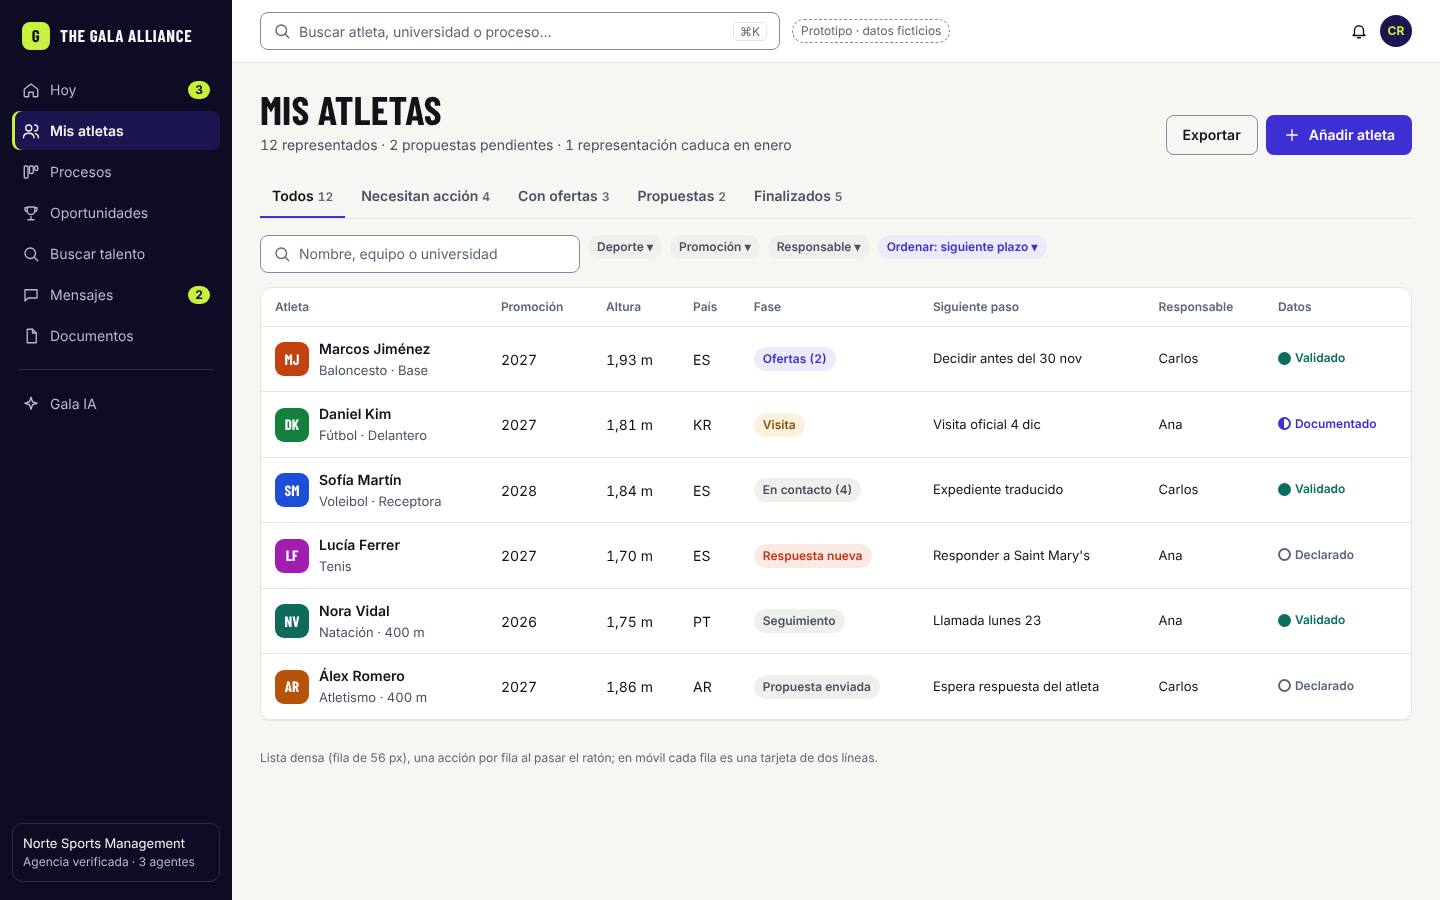 G THE GALA ALLIANCE
Hoy 3
Mis atletas
Procesos
Oportunidades
Buscar talento
Mensajes 2
Documentos
Gala IA
Norte Sports Management
Agencia verificada · 3 agentes
Buscar atleta, universidad o proceso... ⌘K Prototipo · datos ficticios CR
MIS ATLETAS
12 representados · 2 propuestas pendientes · 1 representación caduca en enero
Exportar + Añadir atleta
Todos 12 Necesitan acción 4 Con ofertas 3 Propuestas 2 Finalizados 5
Nombre, equipo o universidad Deporte ▾ Promoción ▾ Responsable ▾ Ordenar: siguiente plazo ▾
Atleta Promoción Altura País Fase Siguiente paso Responsable Datos
MJ Marcos Jiménez 2027 1,93 m ES Ofertas (2) Decidir antes del 30 nov Carlos Validado
Baloncesto · Base
DK Daniel Kim 2027 1,81 m KR Visita Visita oficial 4 dic Ana Documentado
Fútbol · Delantero
SM Sofía Martín 2028 1,84 m ES En contacto (4) Expediente traducido Carlos Validado
Voleibol · Receptora
LF Lucía Ferrer 2027 1,70 m ES Respuesta nueva Responder a Saint Mary's Ana Declarado
Tenis
NV Nora Vidal 2026 1,75 m PT Seguimiento Llamada lunes 23 Ana Validado
Natación · 400 m
AR Álex Romero 2027 1,86 m AR Propuesta enviada Espera respuesta del atleta Carlos Declarado
Atletismo · 400 m
Lista densa (fila de 56 px), una acción por fila al pasar el ratón; en móvil cada fila es una tarjeta de dos líneas.